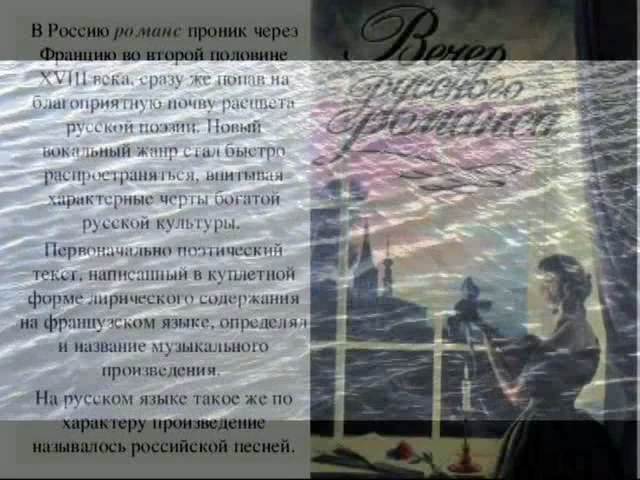 В Россию романс проник через
Францию во второй половине
XVIII века, сразу же попав на
благоприятную почву расцвета
русской поэзии. Новый
вокальный жанр стал быстро
распространяться, впитывая
характерные черты богатой
русской культуры.
Первоначально поэтический
текст, написанный в куплетной
форме лирического содержания
на французском языке, определял
и название музыкального
произведения.
На русском языке такое же по
характеру произведение
называлось российской песней.
Вечер
русского
романса